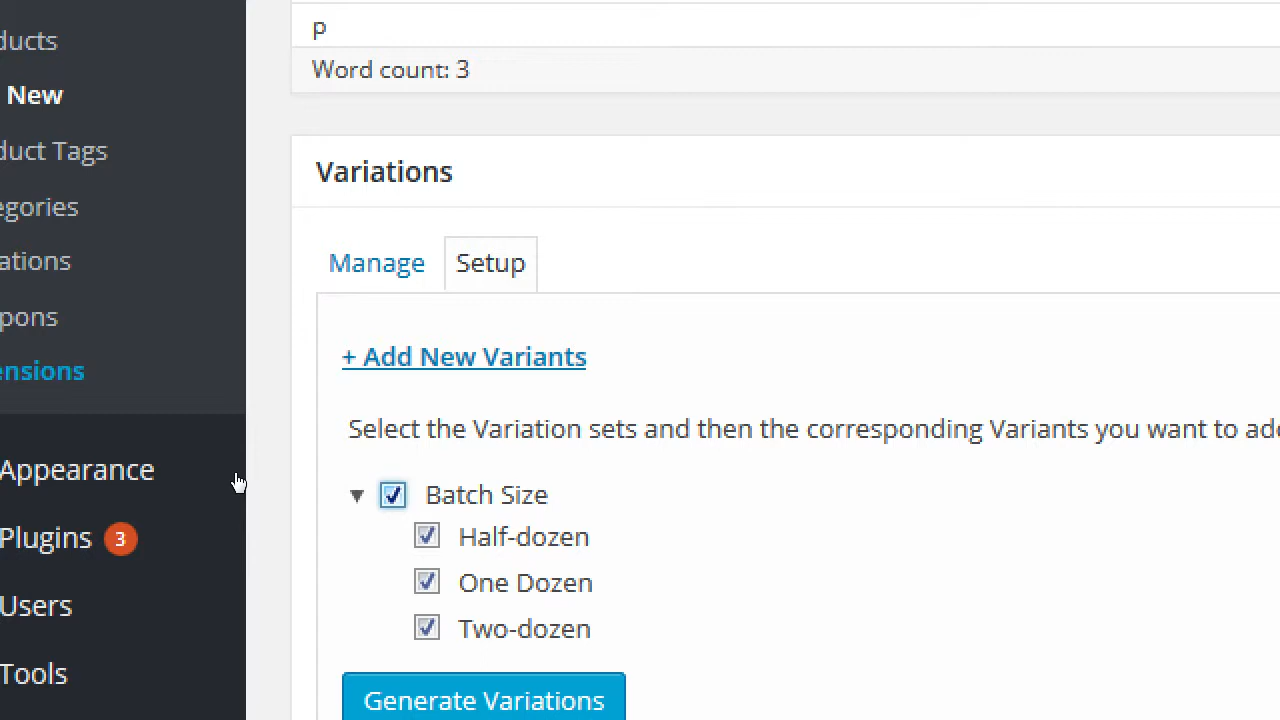 ducts
New
duct Tags
egories
ations
pons
ensions
Appearance
Plugins 3
Users
Tools
p
Word count: 3
Variations
Manage Setup
+ Add New Variants
Select the Variation sets and then the corresponding Variants you want to add
Batch Size
Half-dozen
One Dozen
Two-dozen
Generate Variations